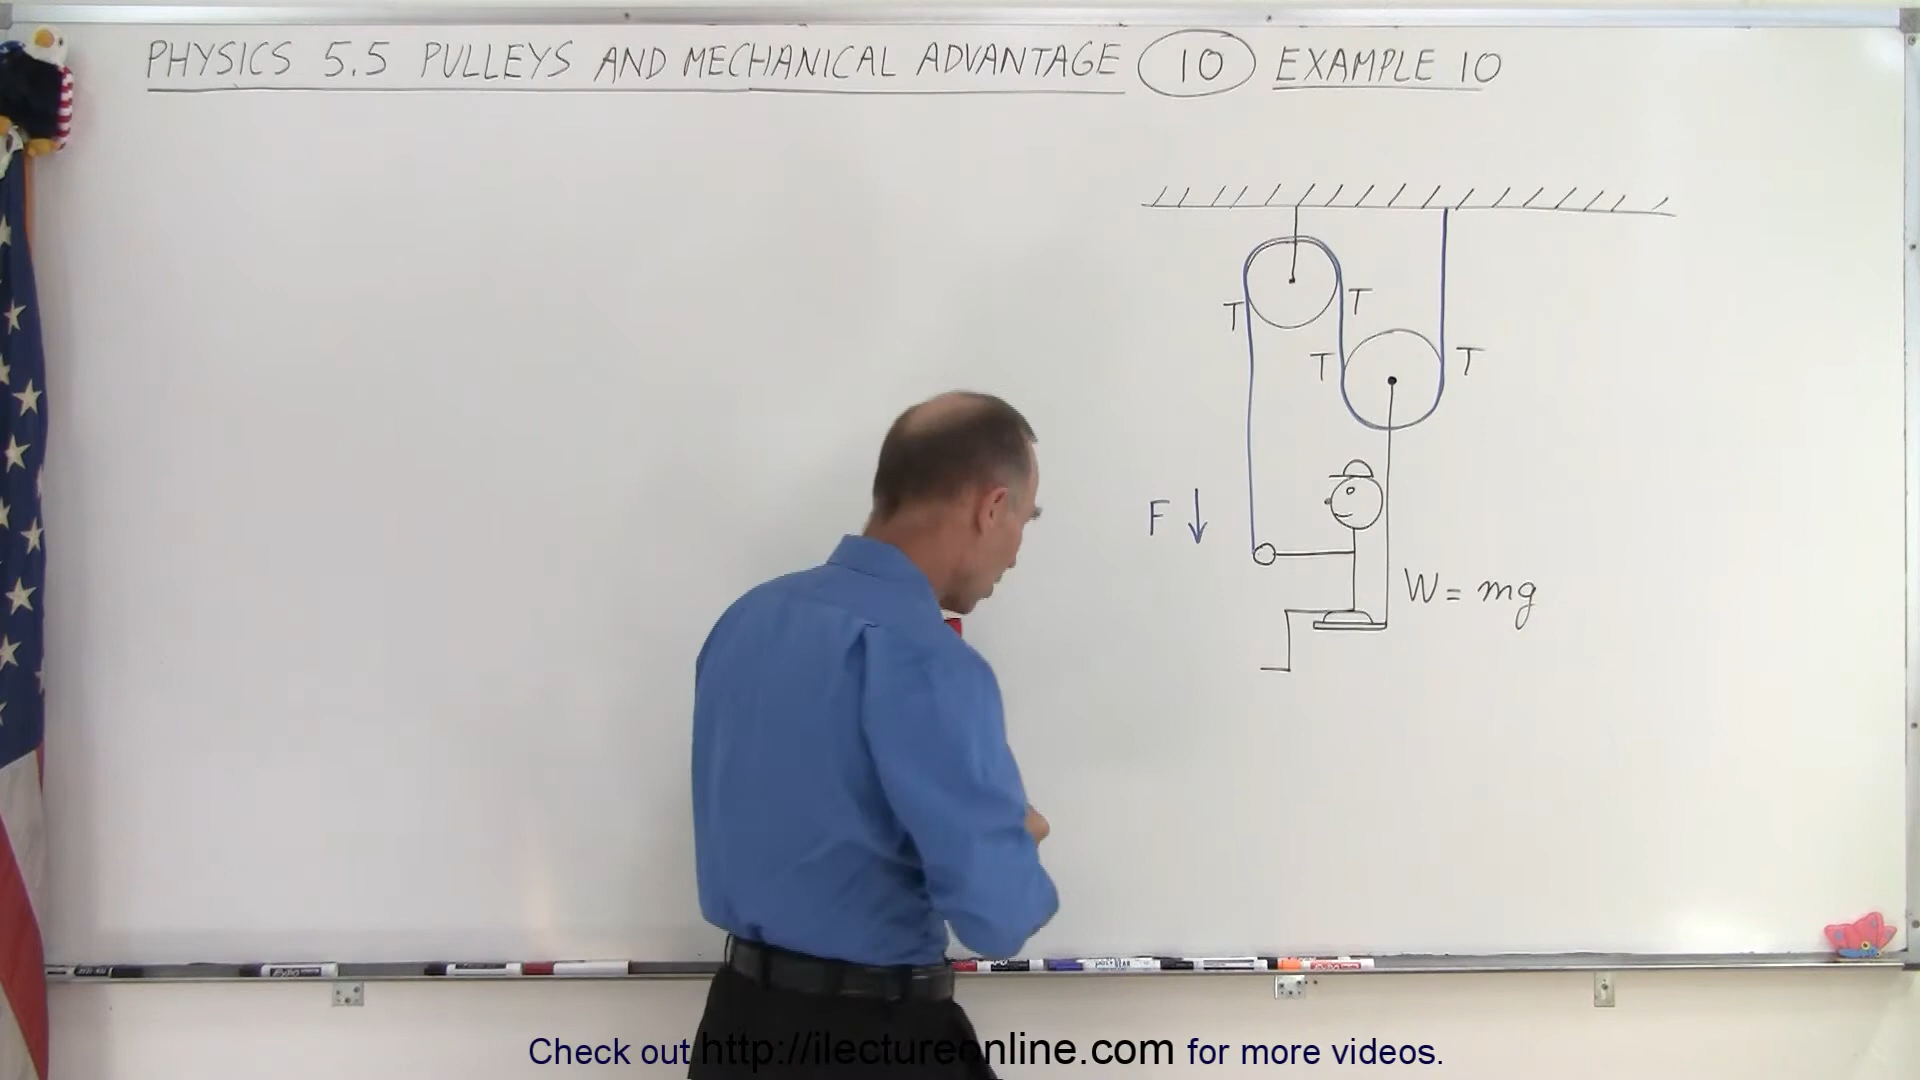 PHYSICS 5.5 PULLEYS AND MECHANICAL ADVANTAGE 10 EXAMPLE 10
T T
T T
F
W = mg
Check out http://ilectureonline.com for more videos.